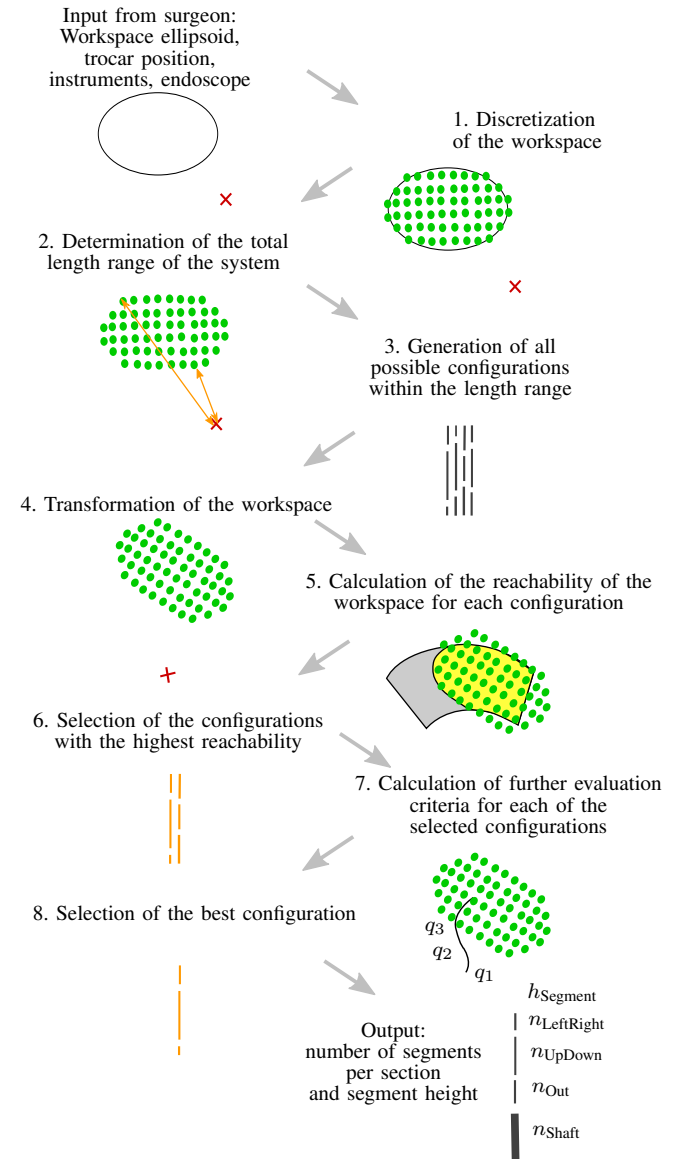 Input from surgeon:
Workspace ellipsoid,
trocar position,
instruments, endoscope
1. Discretization
of the workspace
2. Determination of the total
length range of the system
3. Generation of all
possible configurations
within the length range
4. Transformation of the workspace
5. Calculation of the reachability of the
workspace for each configuration
6. Selection of the configurations
with the highest reachability
7. Calculation of further evaluation
criteria for each of the
selected configurations
8. Selection of the best configuration
q3
q2
q1
hSegment
nLeftRight
nUpDown
nOut
nShaft
Output:
number of segments
per section
and segment height